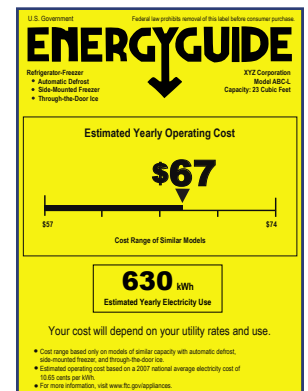 U.S. Government Federal law prohibits removal of this label before consumer purchase.
ENERGYGUIDE
Refrigerator-Freezer
• Automatic Defrost
• Side-Mounted Freezer
• Through-the-Door Ice
XYZ Corporation
Model ABC-L
Capacity: 23 Cubic Feet
Estimated Yearly Operating Cost
$67
$57 $74
Cost Range of Similar Models
630 kWh
Estimated Yearly Electricity Use
Your cost will depend on your utility rates and use.
• Cost range based only on models of similar capacity with automatic defrost,
side-mounted freezer, and through-the-door ice.
• Estimated operating cost based on a 2007 national average electricity cost of
10.65 cents per kWh.
• For more information, visit www.ftc.gov/appliances.